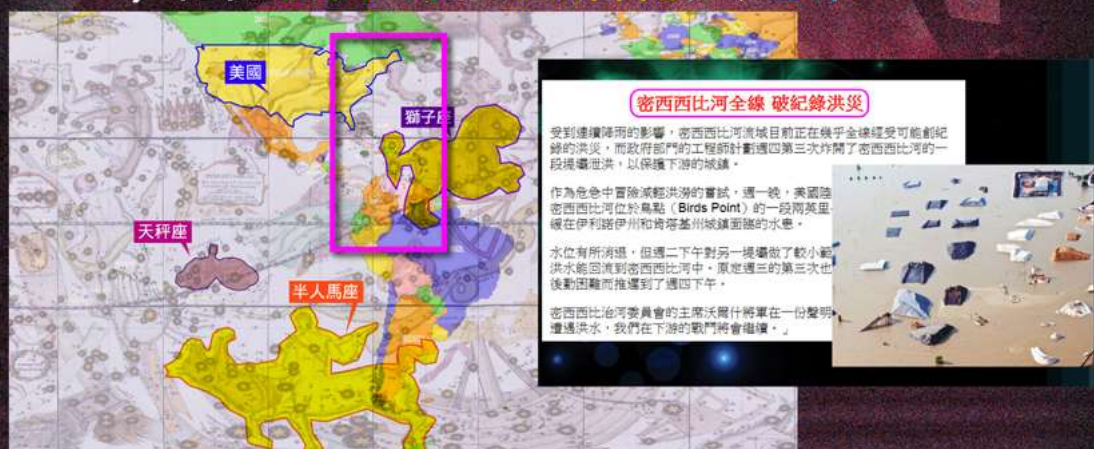 美國
獅子座
天秤座
半人馬座
密西西比河全線 破紀錄洪災
受到連續降雨的影響，密西西比河流域目前正在幾乎全線經受可能創紀
錄的洪災，而政府部門的工程師計劃週四第三次炸開了密西西比河的一
段堤壩泄洪，以保護下游的城鎮。
作為危急中冒險減輕洪澇的嘗試，週一晚，美國陸
密西西比河位於鳥點（Birds Point）的一段兩英里
緩在伊利諾伊州和肯塔基州城鎮面臨的水患。
水位有所消退，但週二下午對另一堤壩做了較小範
洪水能回流到密西西比河中。原定週三的第三次也
後勤困難而推遲到了週四下午。
密西西比治河委員會的主席沃爾什將軍在一份聲明
遭遇洪水，我們在下游的戰鬥將會繼續。」